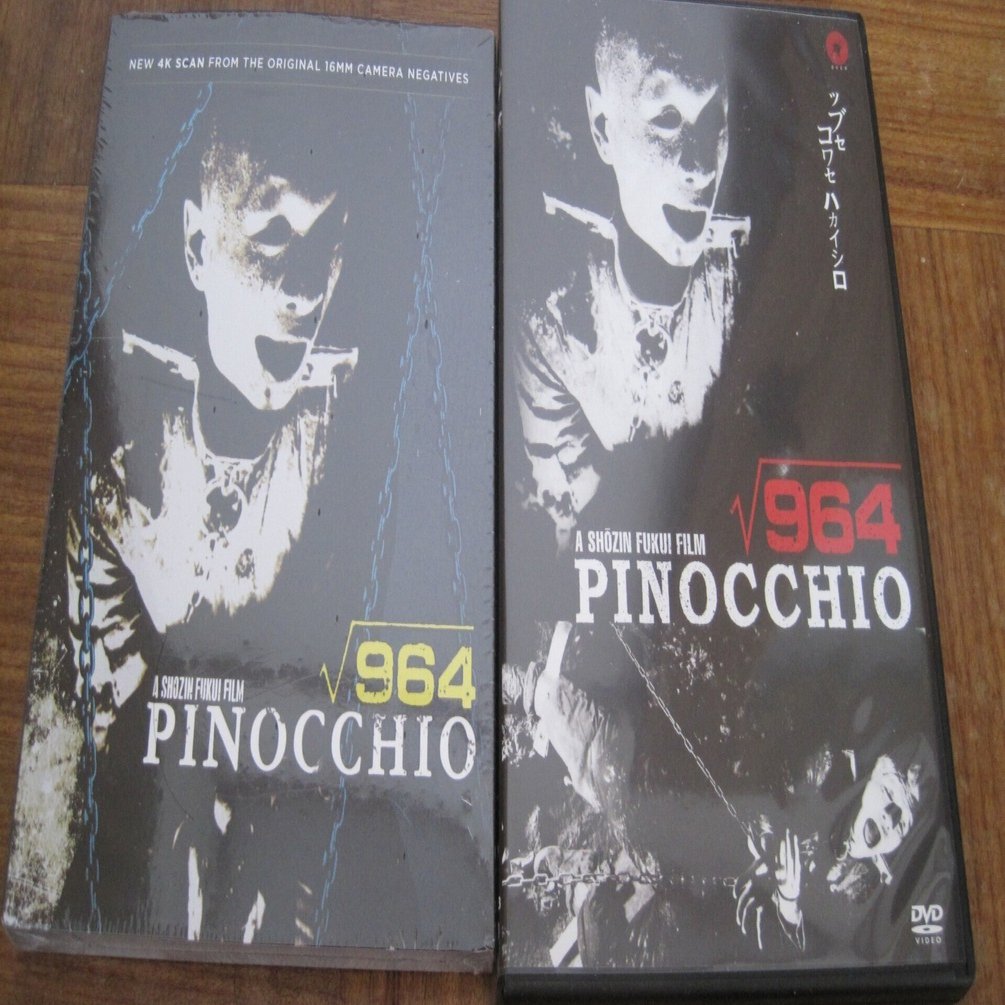 NEW 4K SCAN FROM THE ORIGINAL 16MM CAMERA NEGATIVES
√964
A SHOZIN FUKUI FILM
PINOCCHIO
ツブセ
コワセ
ハカイシロ
√964
A SHŌZIN FUKUI FILM
PINOCCHIO
DVD
VIDEO